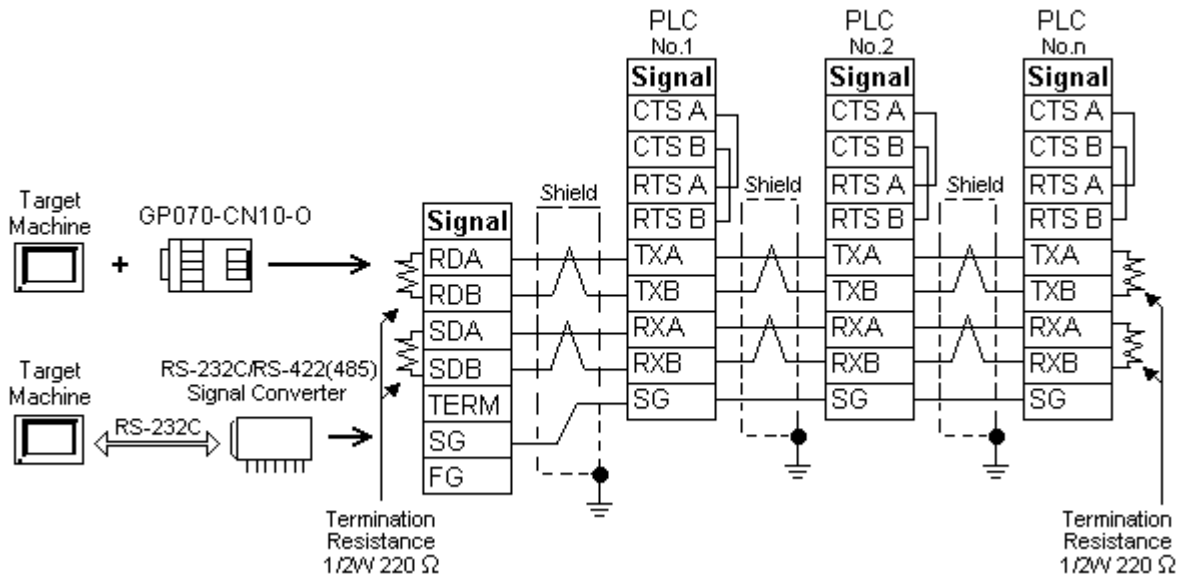 PLC
No.1
PLC
No.2
PLC
No.n
Signal
CTS A
CTS B
RTS A
RTS B
TXA
TXB
RXA
RXB
SG
Signal
CTS A
CTS B
RTS A
RTS B
TXA
TXB
RXA
RXB
SG
Signal
CTS A
CTS B
RTS A
RTS B
TXA
TXB
RXA
RXB
SG
Shield
Shield
Shield
Target
Machine
+
GP070-CN10-O
Signal
RDA
RDB
SDA
SDB
TERM
SG
FG
Target
Machine
RS-232C
RS-232C/RS-422(485)
Signal Converter
Termination
Resistance
1/2W 220 Ω
Termination
Resistance
1/2W 220 Ω